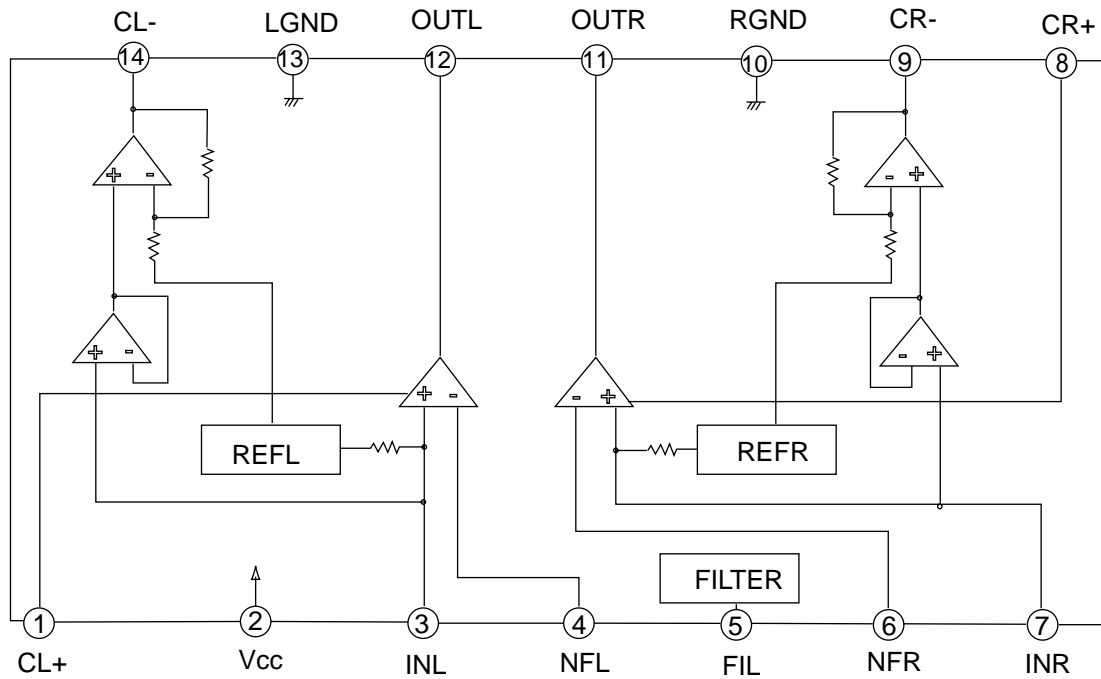 CL- LGND OUTL OUTR RGND CR- CR+
14 13 12 11 10 9 8
+ - - +
+ - - +
+ - - +
REFL REFR
FILTER
1 2 3 4 5 6 7
CL+ Vcc INL NFL FIL NFR INR